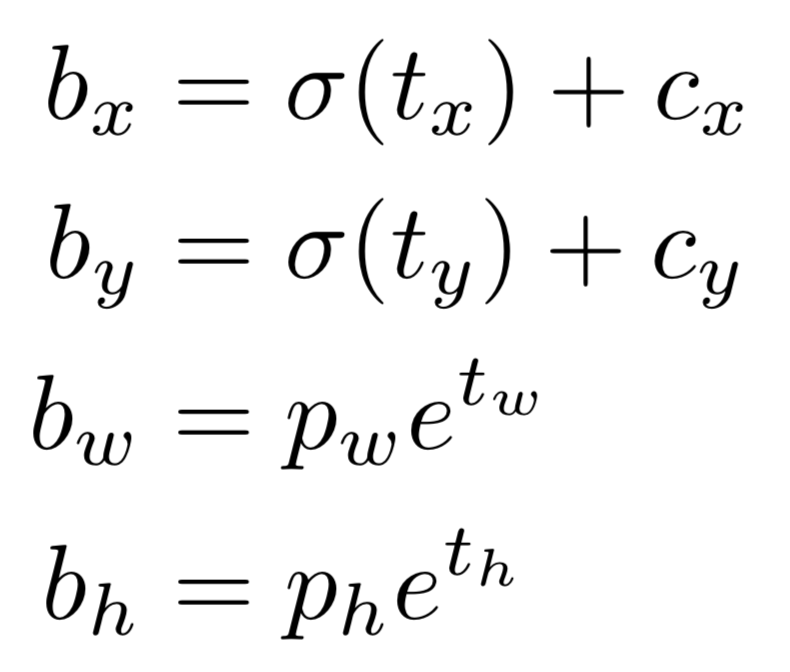 b_x = σ(t_x) + c_x
b_y = σ(t_y) + c_y
b_w = p_w e^{t_w}
b_h = p_h e^{t_h}